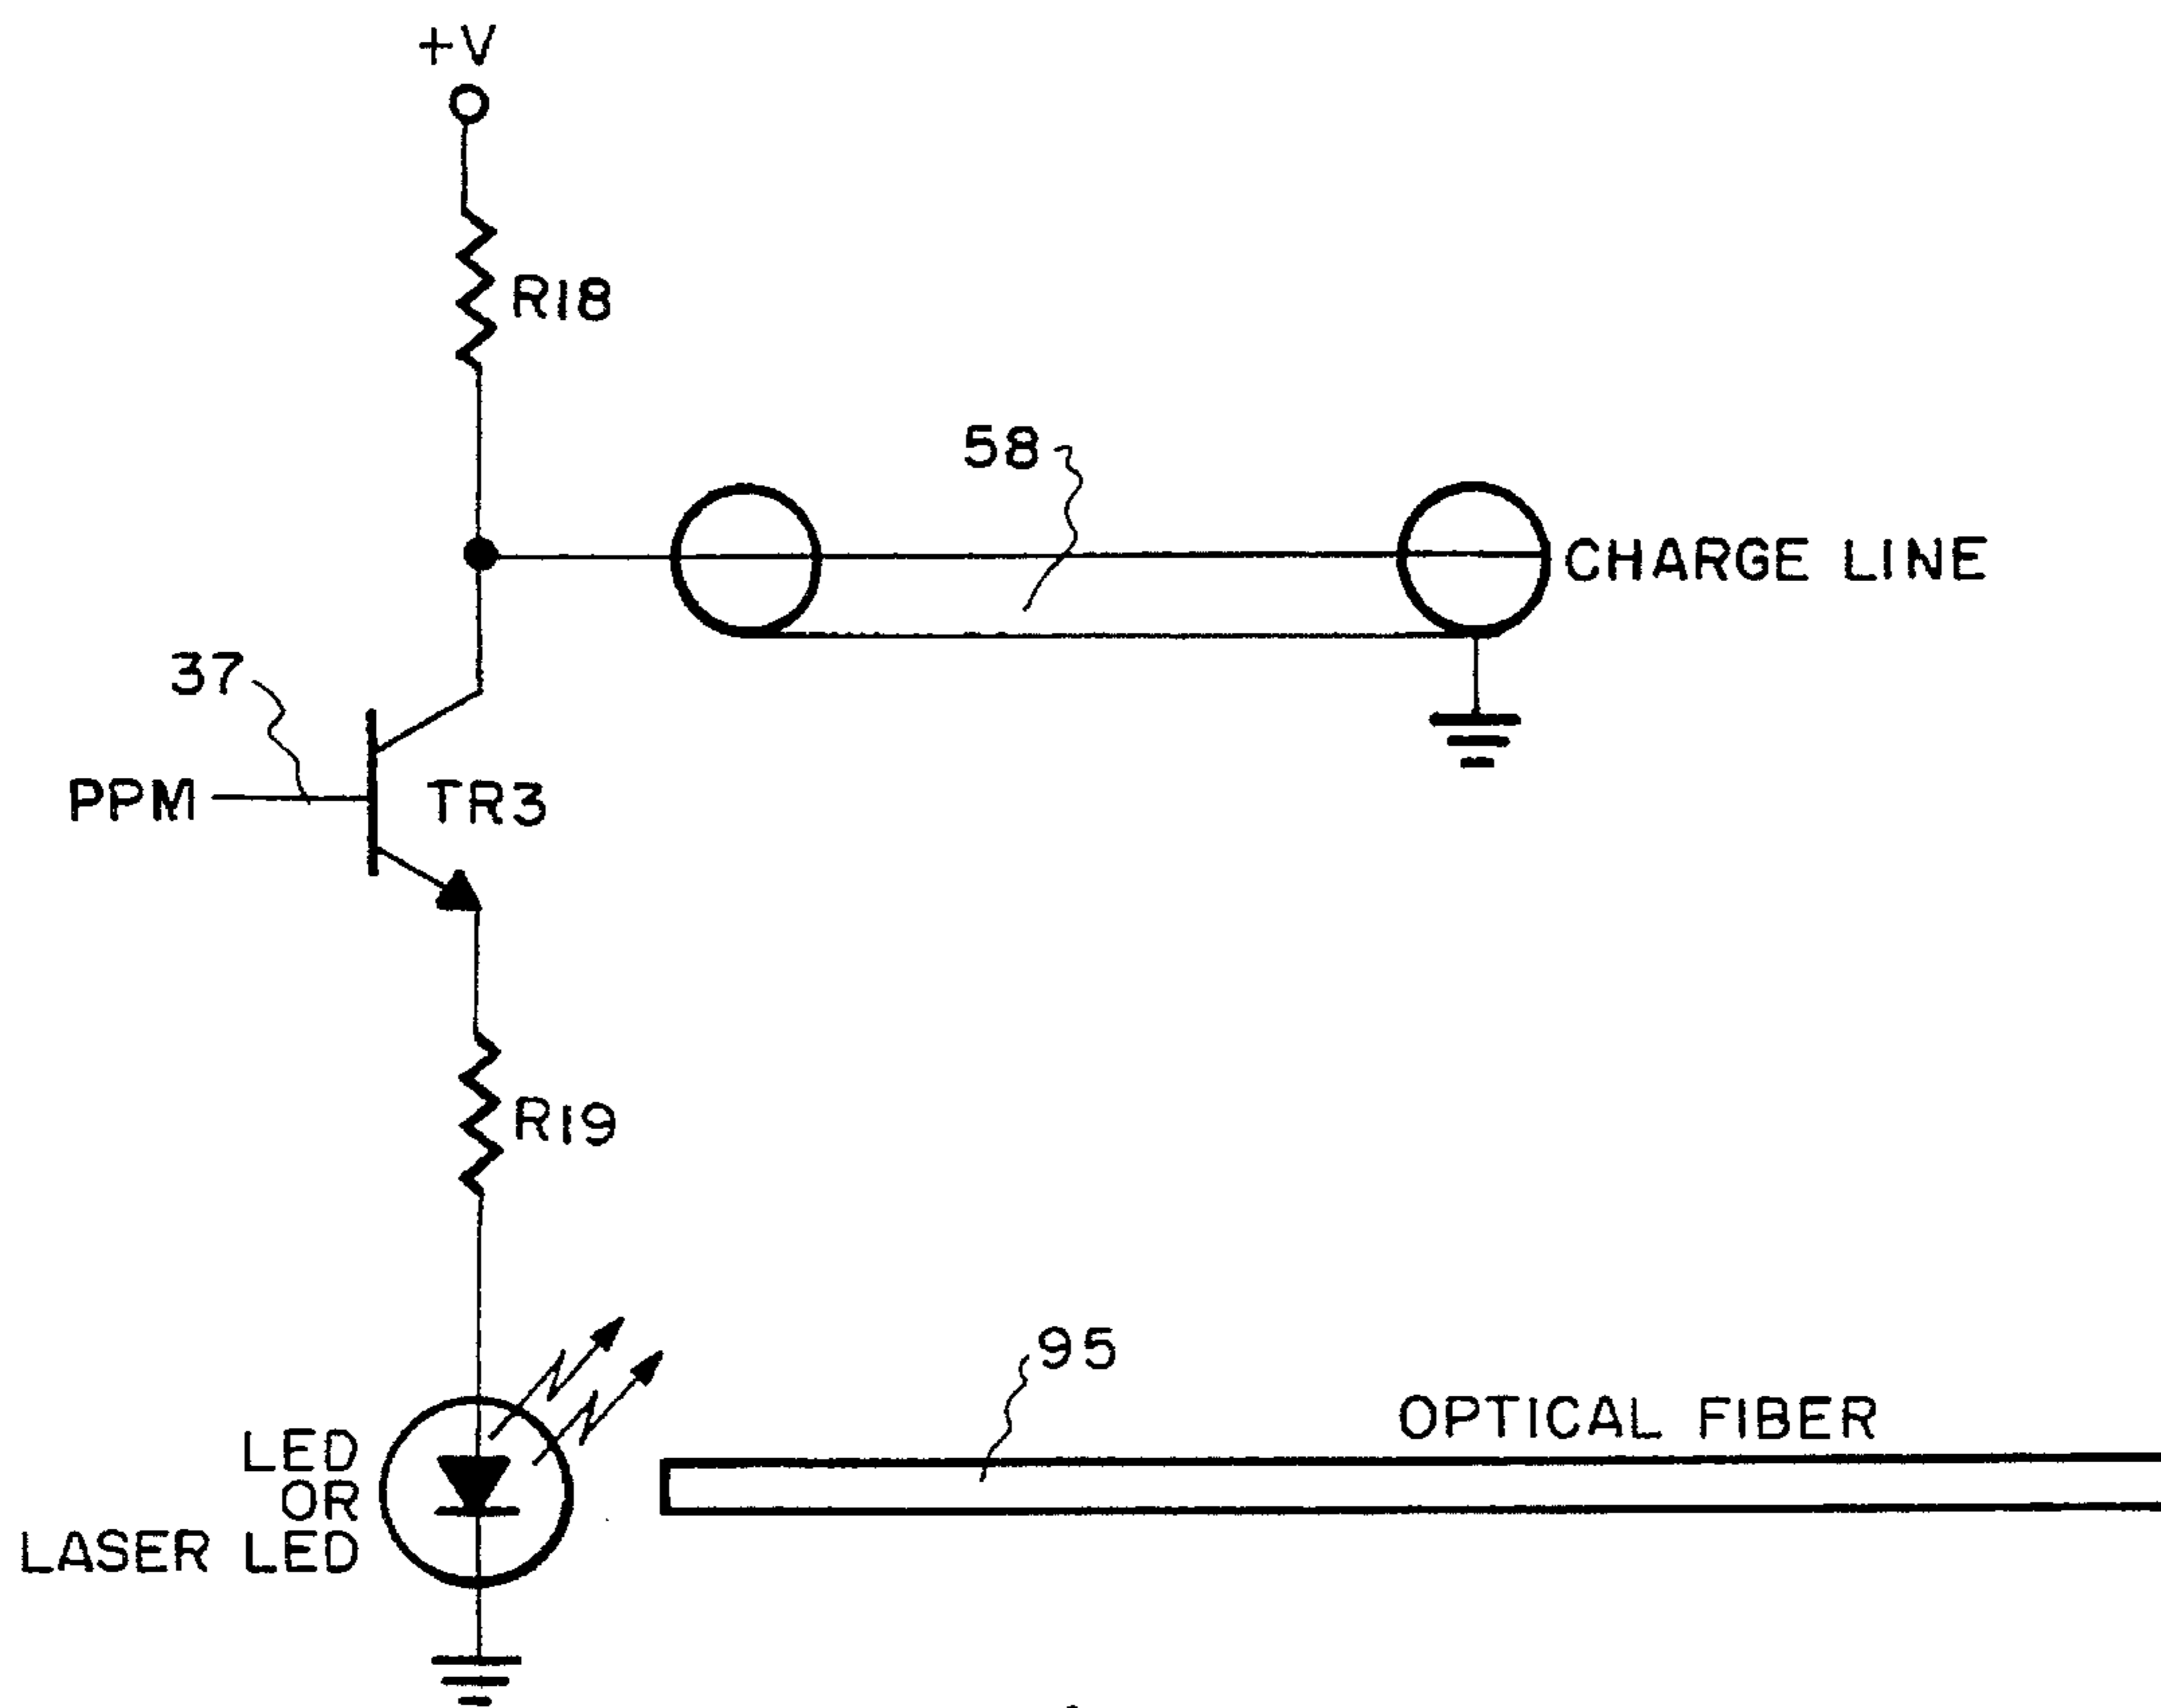 +V
R18
58
CHARGE LINE
37
PPM
TR3
R19
95
OPTICAL FIBER
LED
OR
LASER LED